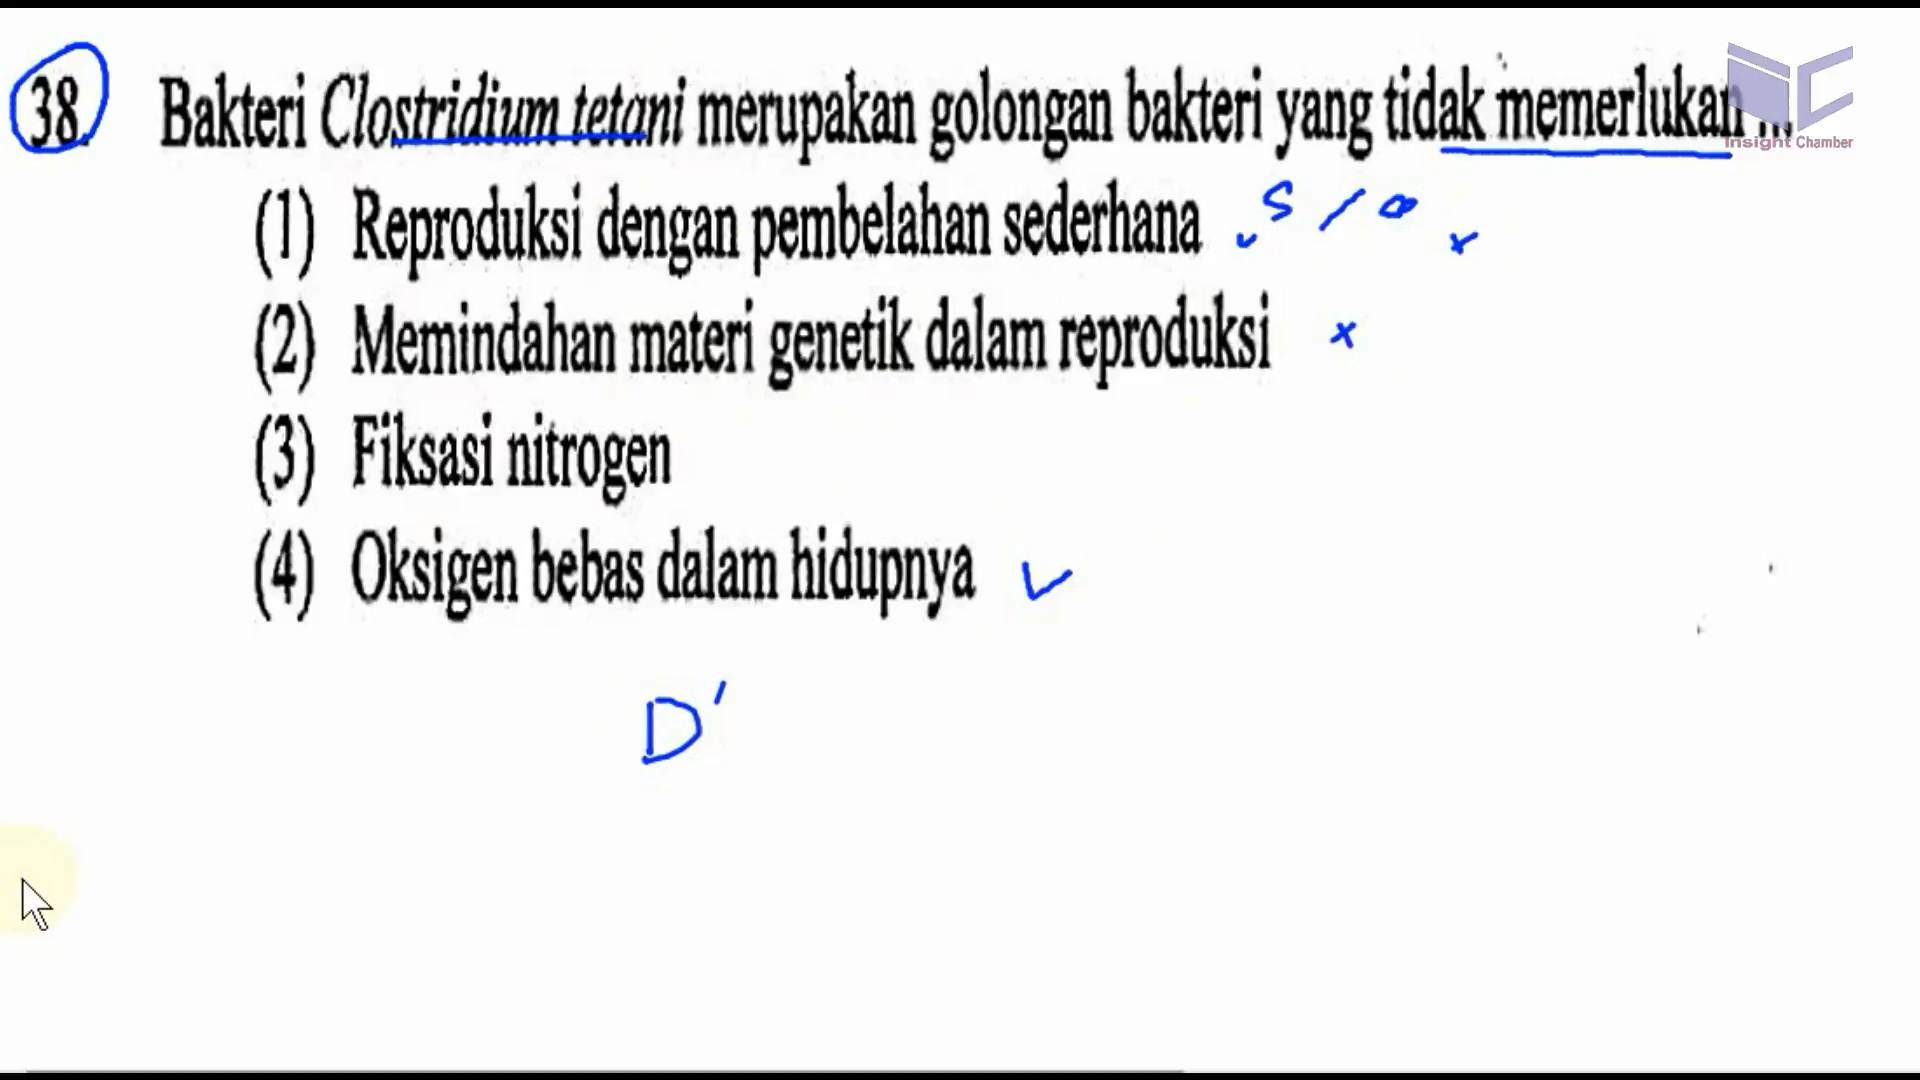 38. Bakteri Clostridium tetani merupakan golongan bakteri yang tidak memerlukan ...
Insight Chamber
(1) Reproduksi dengan pembelahan sederhana
(2) Memindahan materi genetik dalam reproduksi
(3) Fiksasi nitrogen
(4) Oksigen bebas dalam hidupnya
D